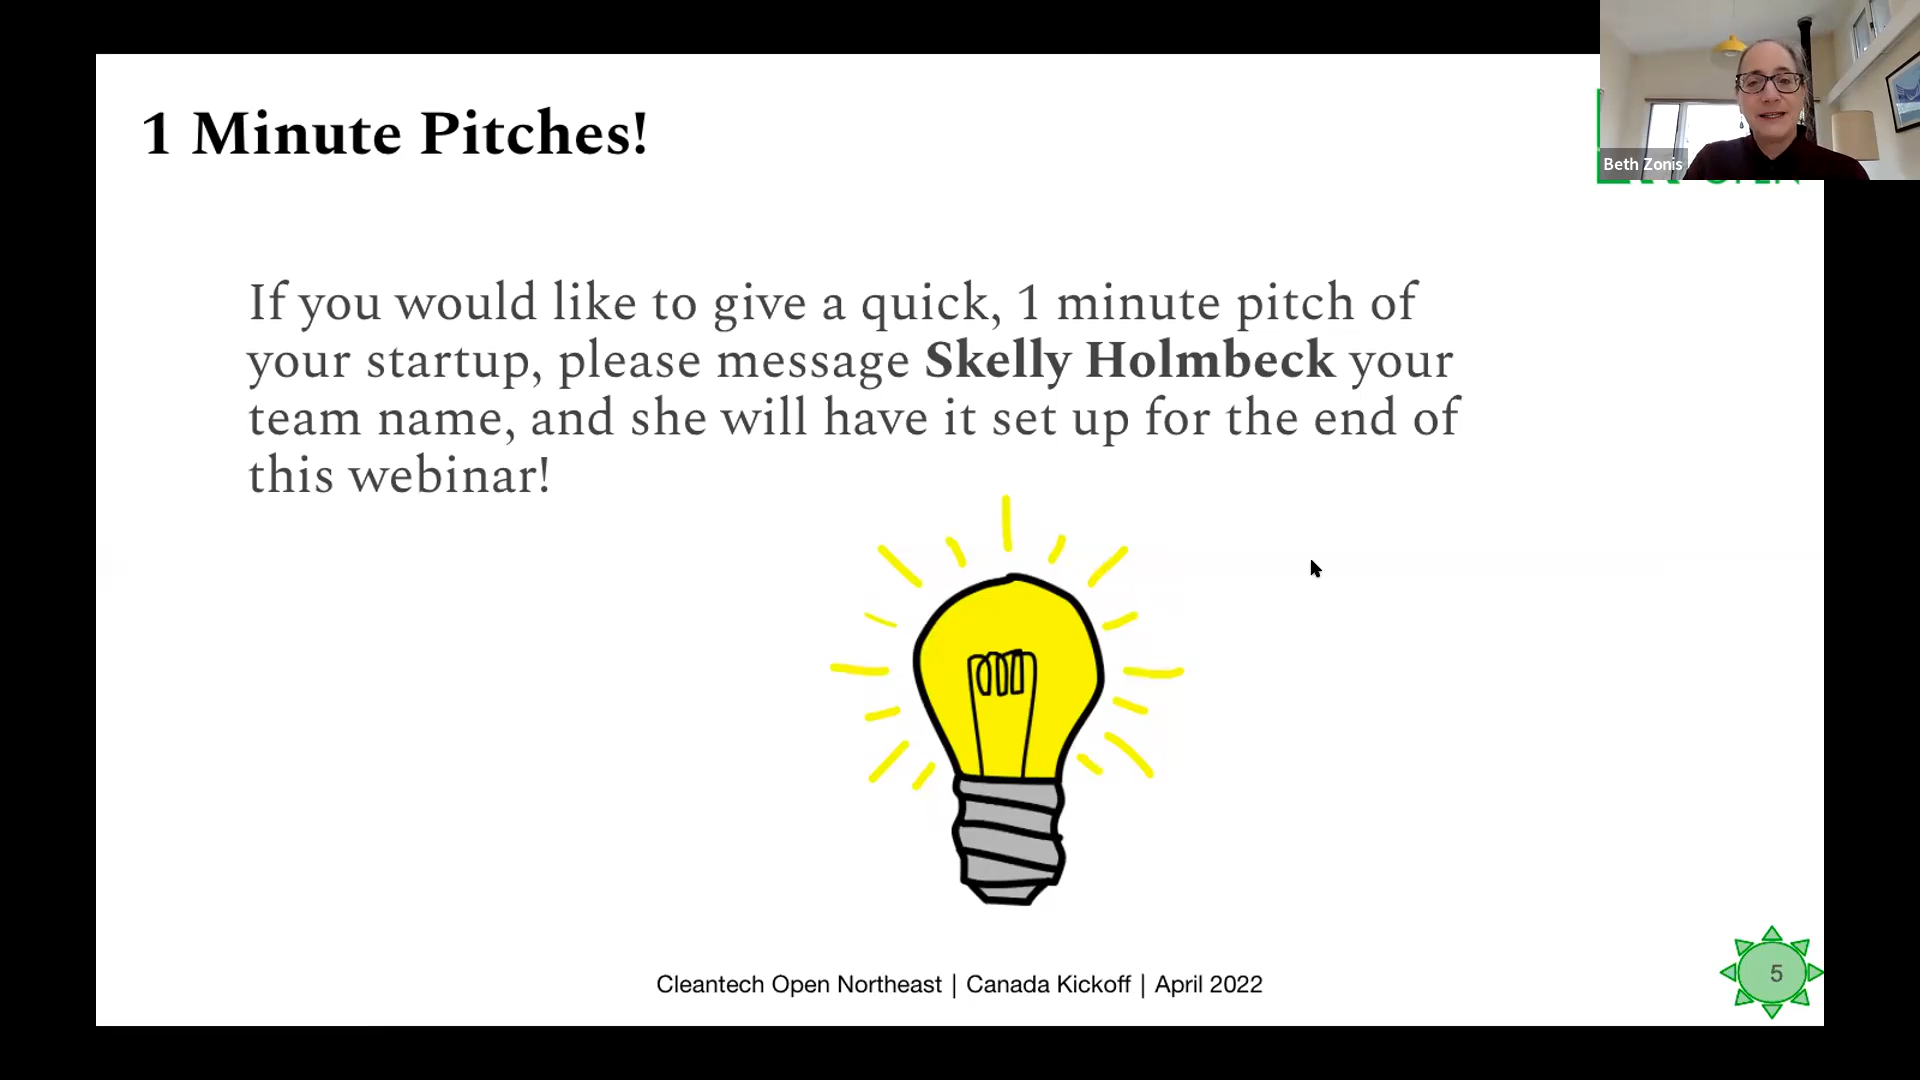 1 Minute Pitches!
Beth Zonis
If you would like to give a quick, 1 minute pitch of
your startup, please message Skelly Holmbeck your
team name, and she will have it set up for the end of
this webinar!
Cleantech Open Northeast | Canada Kickoff | April 2022
5